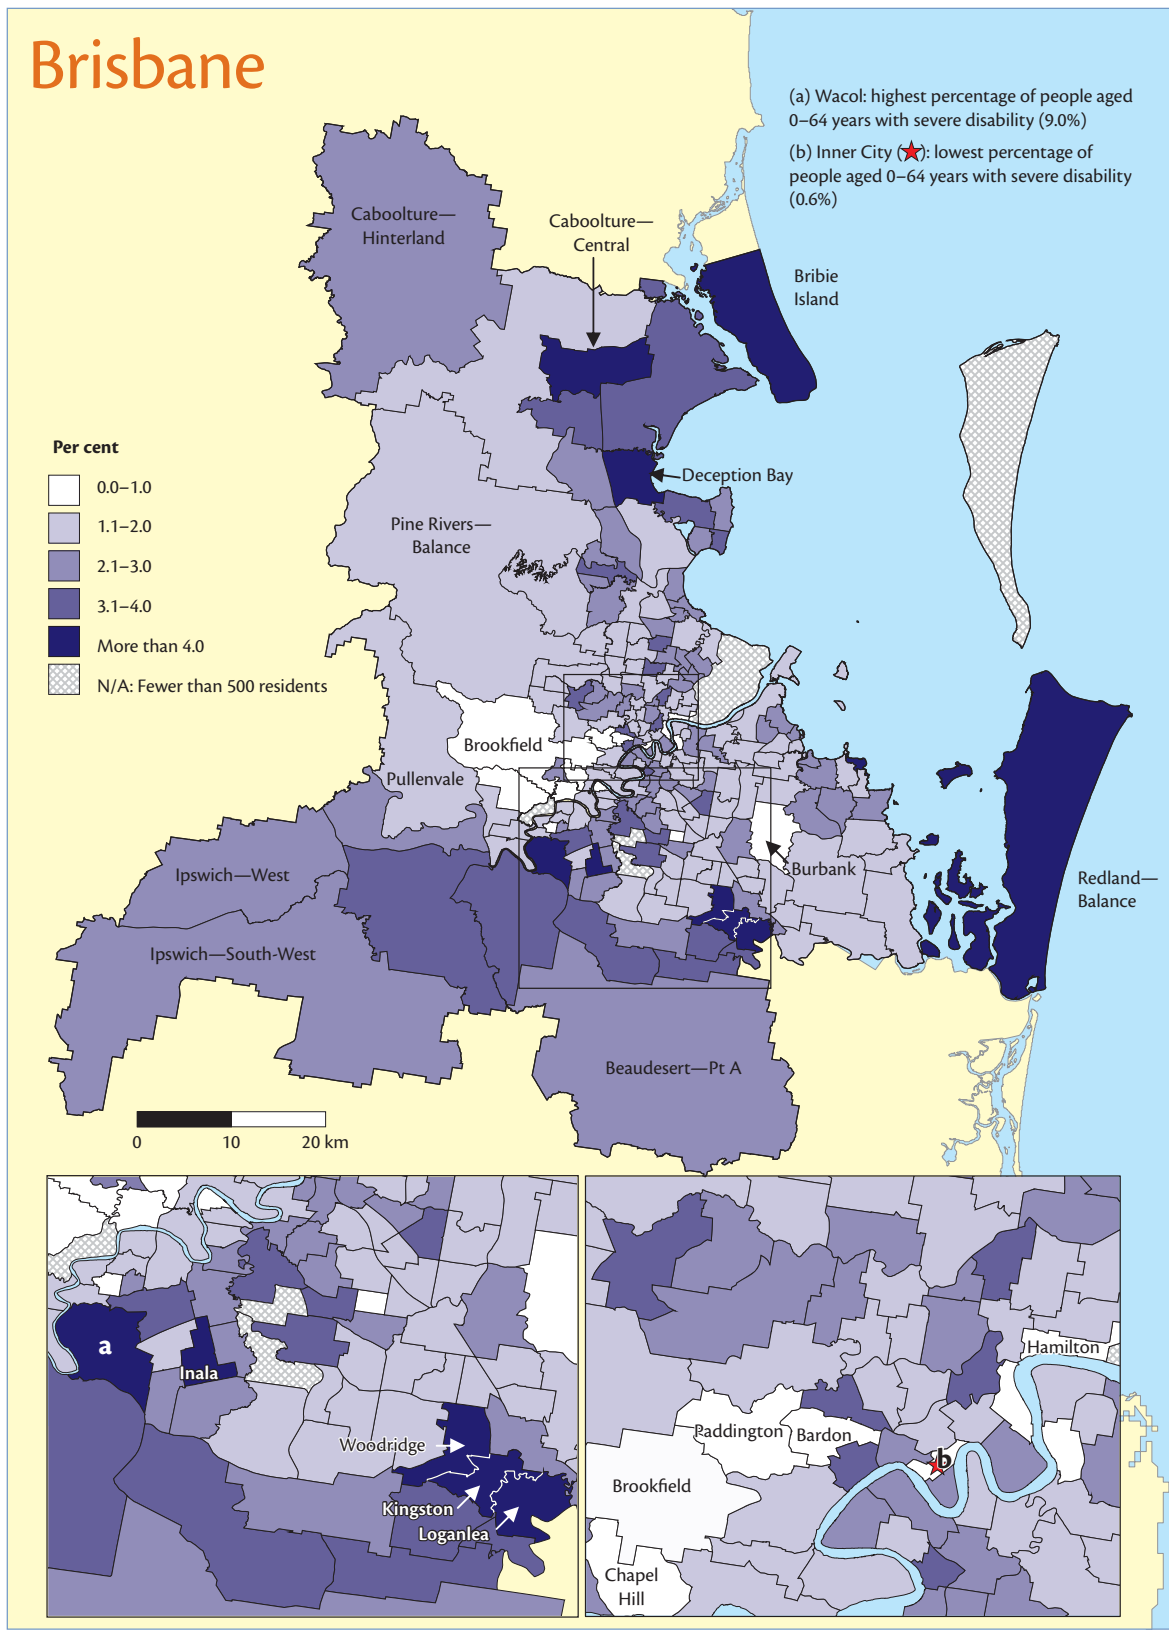 Brisbane
(a) Wacol: highest percentage of people aged
0–64 years with severe disability (9.0%)
(b) Inner City (★): lowest percentage of
people aged 0–64 years with severe disability
(0.6%)
Caboolture—
Hinterland
Caboolture—
Central
Bribie
Island
Per cent
0.0–1.0
1.1–2.0
2.1–3.0
3.1–4.0
More than 4.0
N/A: Fewer than 500 residents
Deception Bay
Pine Rivers—
Balance
Brookfield
Pullenvale
Ipswich—West
Burbank
Redland—
Balance
Ipswich—South-West
Beaudesert—Pt A
0 10 20 km
a
Inala
Woodridge
Kingston
Loganlea
Hamilton
Paddington
Bardon
b
Brookfield
Chapel
Hill